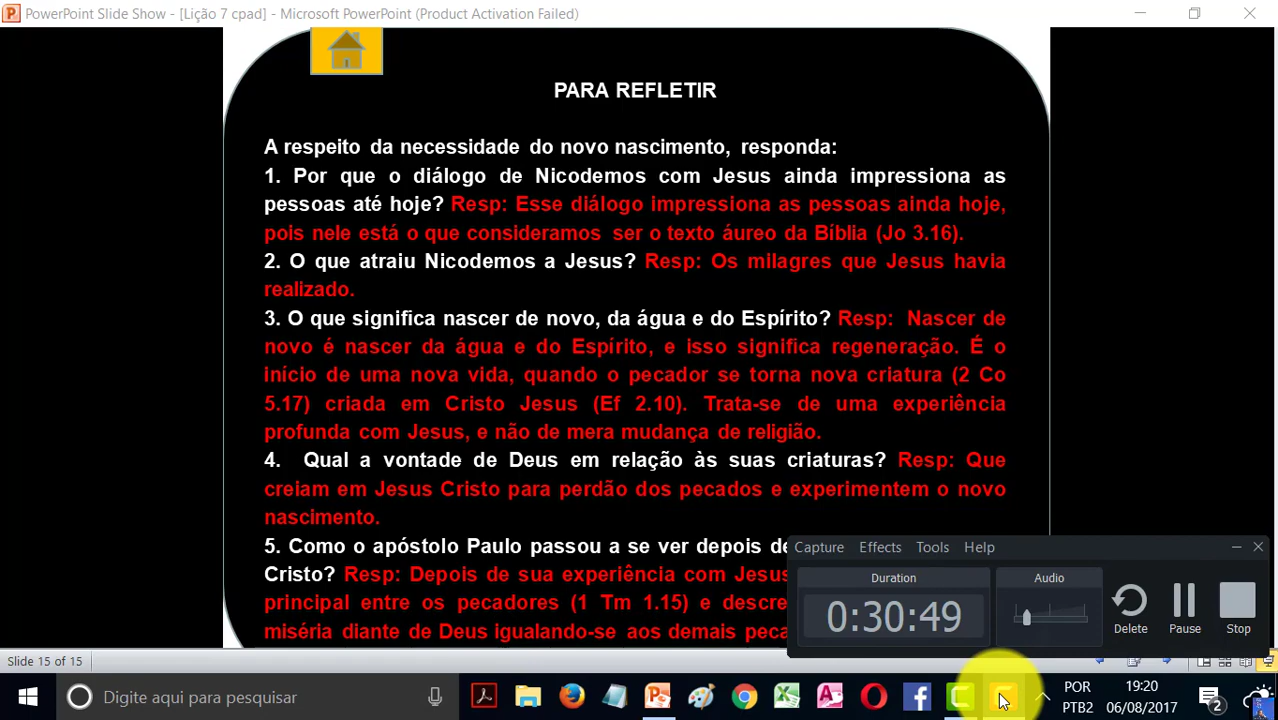 PowerPoint Slide Show - [Lição 7 cpad] - Microsoft PowerPoint (Product Activation Failed)
PARA REFLETIR
A respeito da necessidade do novo nascimento, responda:
1. Por que o diálogo de Nicodemos com Jesus ainda impressiona as
pessoas até hoje? Resp: Esse diálogo impressiona as pessoas ainda hoje,
pois nele está o que consideramos ser o texto áureo da Bíblia (Jo 3.16).
2. O que atraiu Nicodemos a Jesus? Resp: Os milagres que Jesus havia
realizado.
3. O que significa nascer de novo, da água e do Espírito? Resp: Nascer de
novo é nascer da água e do Espírito, e isso significa regeneração. É o
início de uma nova vida, quando o pecador se torna nova criatura (2 Co
5.17) criada em Cristo Jesus (Ef 2.10). Trata-se de uma experiência
profunda com Jesus, e não de mera mudança de religião.
4. Qual a vontade de Deus em relação às suas criaturas? Resp: Que
creiam em Jesus Cristo para perdão dos pecados e experimentem o novo
nascimento.
5. Como o apóstolo Paulo passou a se ver depois de
Cristo? Resp: Depois de sua experiência com Jesus
principal entre os pecadores (1 Tm 1.15) e
miséria diante de Deus igualando-se aos demais
Capture Effects Tools Help
Duration
Audio
0:30:49
Delete Pause Stop
Slide 15 of 15
Digite aqui para pesquisar
POR
PTB2
19:20
06/08/2017
2